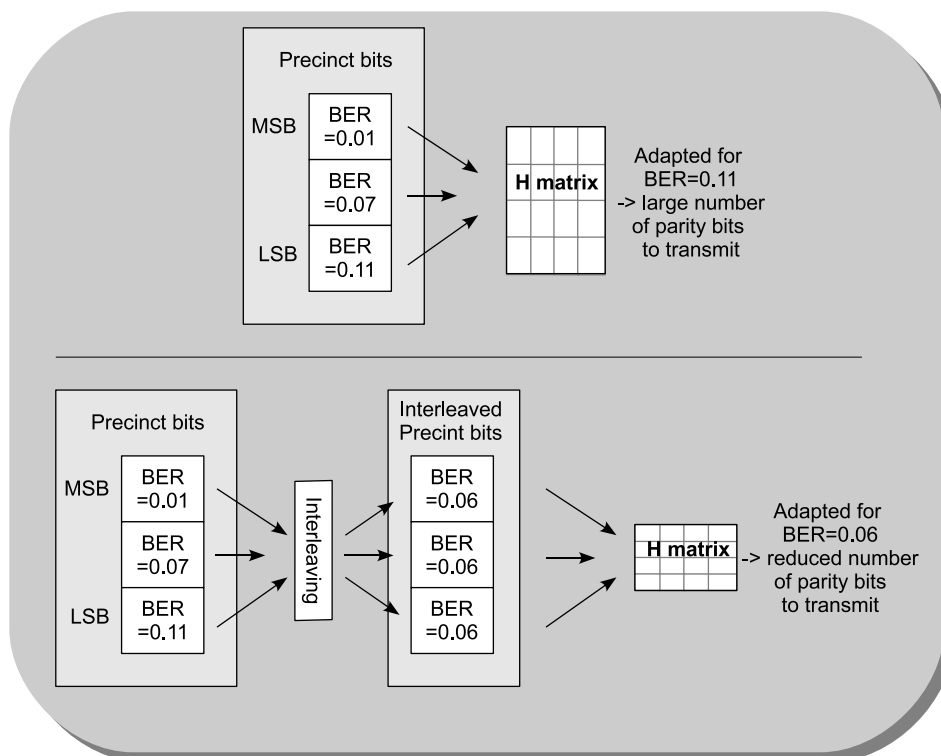 Precinct bits
MSB
BER
=0.01
BER
=0.07
LSB
BER
=0.11
H matrix
Adapted for
BER=0.11
-> large number
of parity bits
to transmit
Precinct bits
MSB
BER
=0.01
BER
=0.07
LSB
BER
=0.11
Interleaving
Interleaved
Precint bits
BER
=0.06
BER
=0.06
BER
=0.06
H matrix
Adapted for
BER=0.06
-> reduced number
of parity bits
to transmit